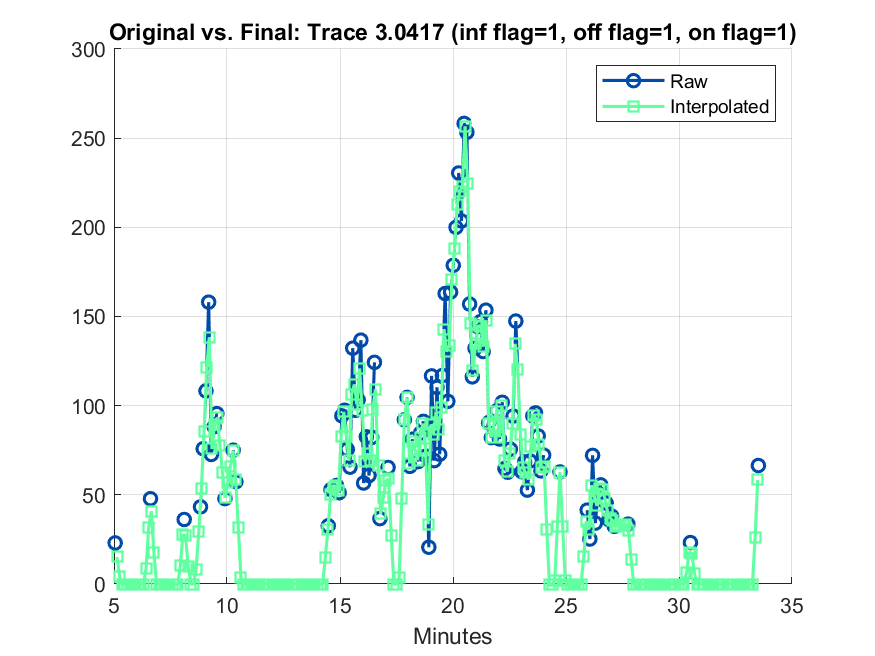 Original vs. Final: Trace 3.0417 (inf flag=1, off flag=1, on flag=1)
300
250
200
150
100
50
0
Raw
Interpolated
5 10 15 20 25 30 35
Minutes